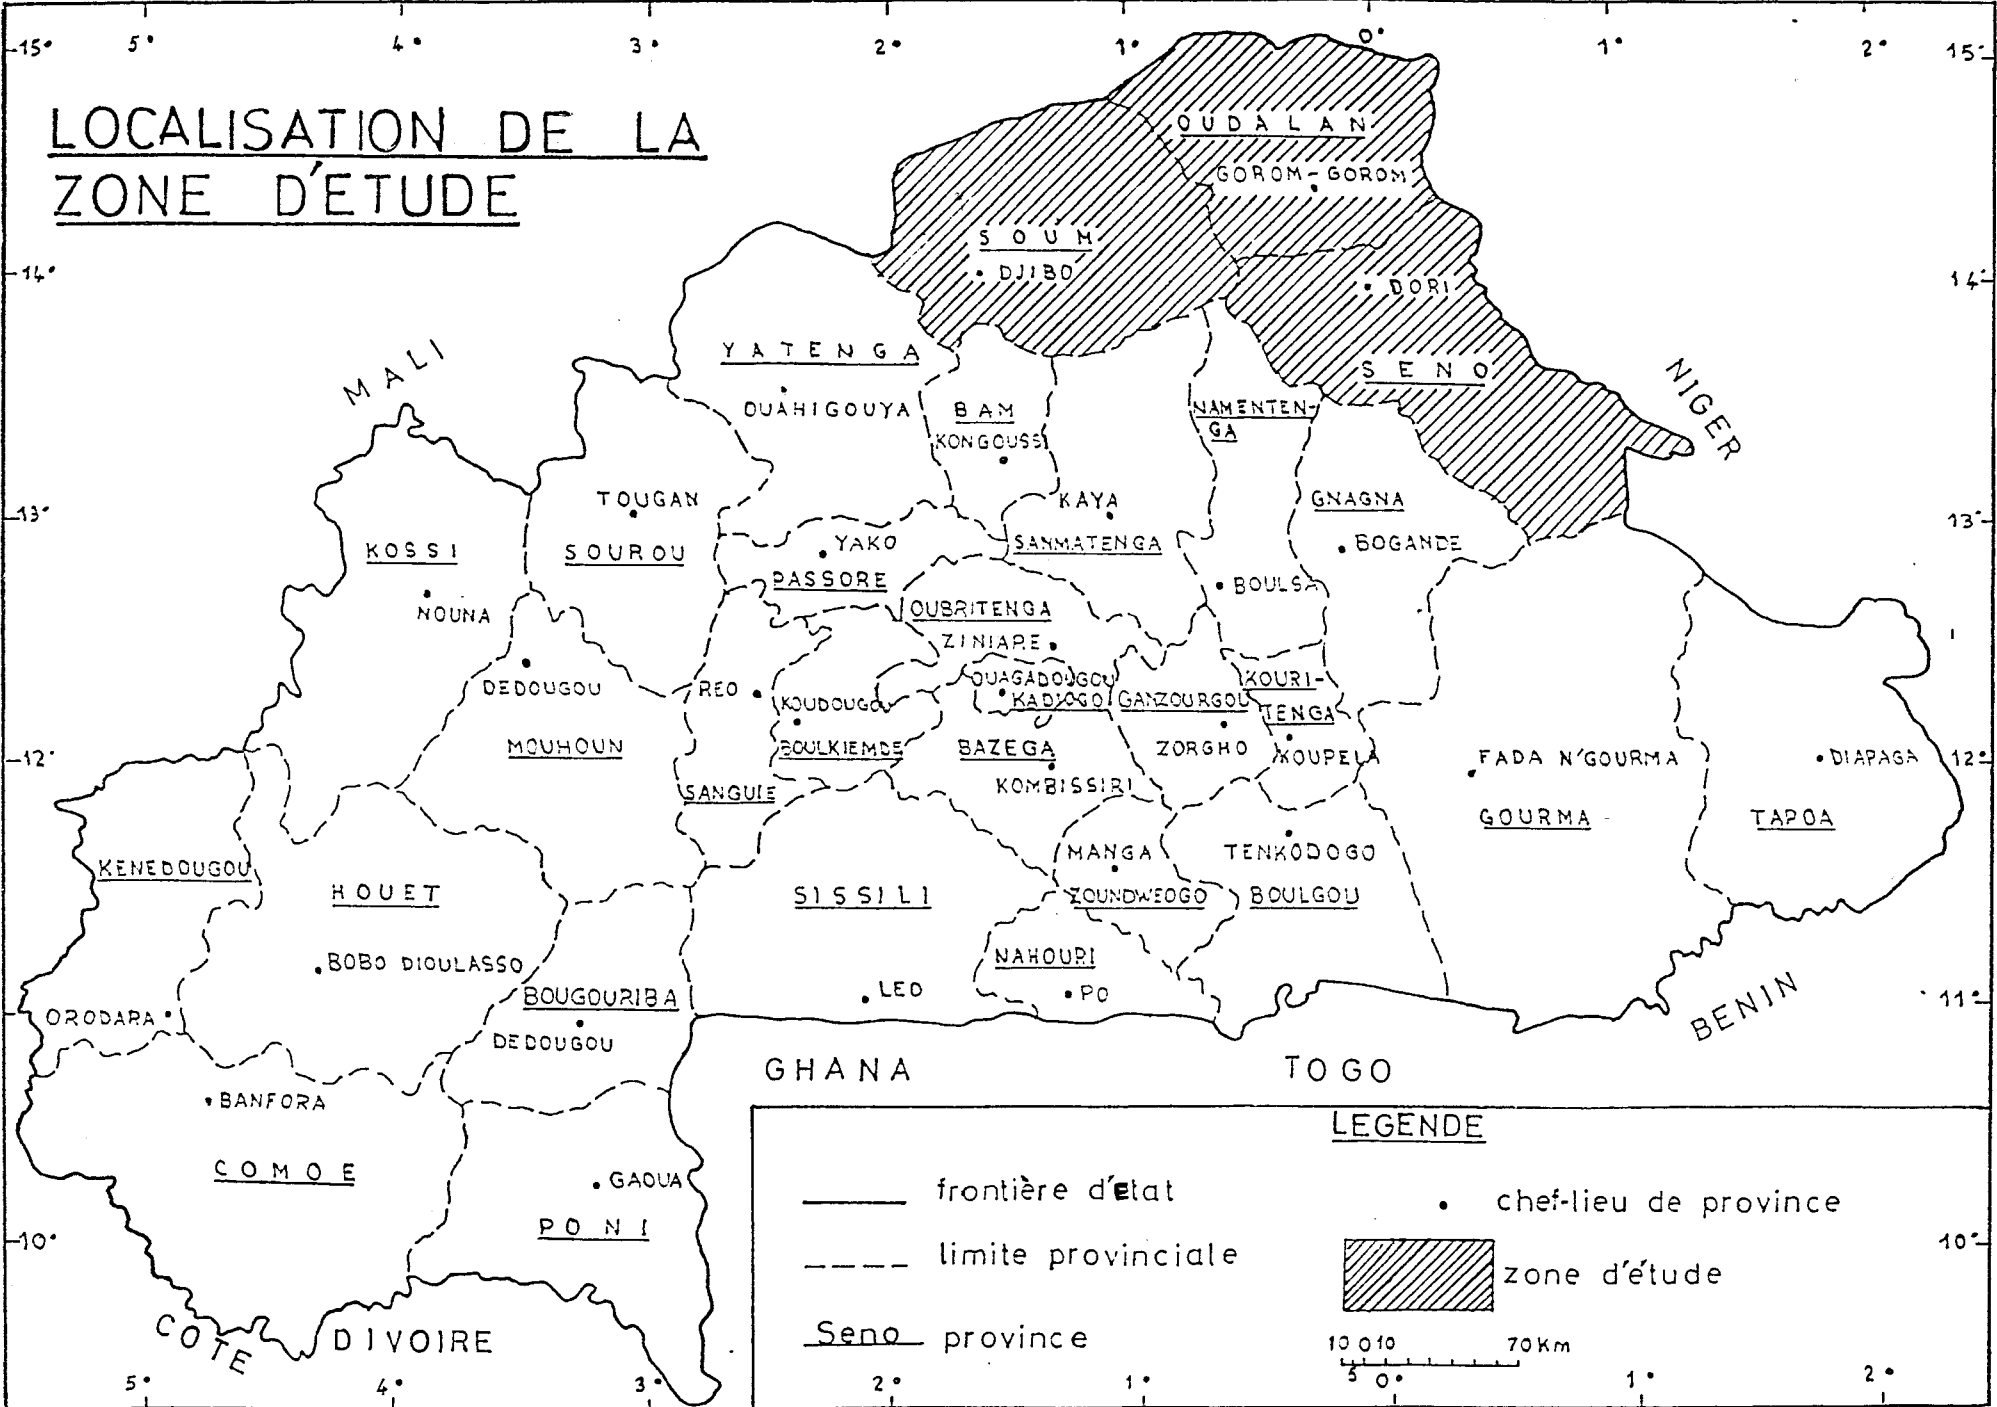 5° 4° 3° 2° 1° 0° 1° 2°
15° 15°
LOCALISATION DE LA
ZONE D'ETUDE
OUDALAN
GOROM-GOROM
SOUM
DJIBO
14° 14°
DORI
MALI
YATENGA
SENO
NIGER
OUAHIGOUYA
BAM
NAMENTEN-
GA
KONGOUSSI
TOUGAN
KAYA
GNAGNA
13° 13°
KOSSI
SOUROU
YAKO
SANMATENGA
BOGANDE
PASSORE
BOULSA
NOUNA
OUBRITENGA
ZINIARE
DEDOUGOU
REO
KOUDOUGOU
OUAGADOUGOU
KADIOGO
GANZOURGOU
KOURI-
TENGA
MOUHOUN
BOULKIEMDE
BAZEGA
ZORGHO
KOUPELA
12° 12°
FADA N'GOURMA
DIAPAGA
SANGUIE
KOMBISSIRI
GOURMA
TAPOA
KENEDOUGOU
MANGA
TENKODOGO
HOUET
SISSILI
ZOUNDWEOGO
BOULGOU
BOBO DIOULASSO
NAHOURI
BOUGOURIBA
LEO
PO
ORODARA
11°
BENIN
DEDOUGOU
GHANA
TOGO
BANFORA
LEGENDE
COMOE
GAOUA
PONI
frontière d'Etat
chef-lieu de province
10° 10°
limite provinciale
zone d'étude
COTE D'IVOIRE
Seno province
10 0 10 70 Km
5° 4° 3° 2° 1° 5 0° 1° 2°